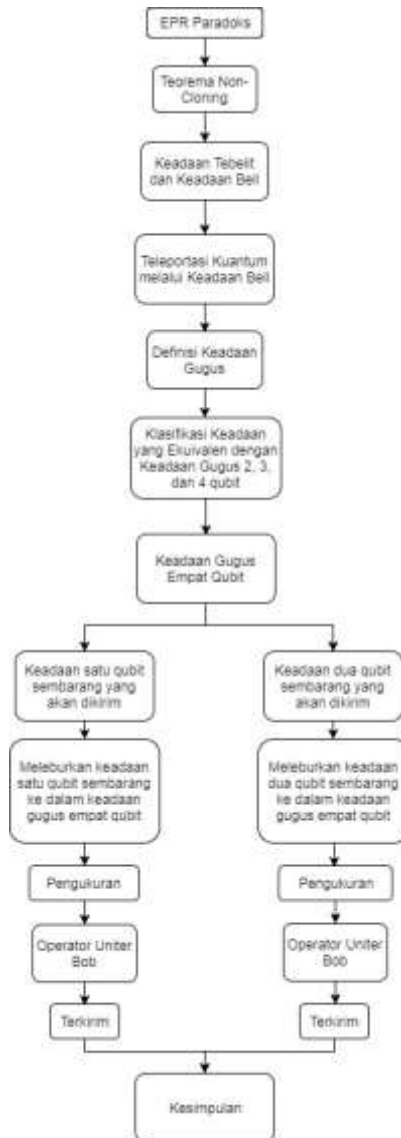 EPR Paradoks
Teorema Non-
Cloning
Keadaan Tebelit
dan Keadaan Bell
Teleportasi Kuantum
melalui Keadaan Bell
Definisi Keadaan
Gugus
Klasifikasi Keadaan
yang Ekuivalen dengan
Keadaan Gugus 2, 3,
dan 4 qubit
Keadaan Gugus
Empat Qubit
Keadaan satu qubit
sembarang yang
akan dikirim
Meleburkan keadaan
satu qubit sembarang
ke dalam keadaan
gugus empat qubit
Pengukuran
Operator Uniter
Bob
Terkirim
Keadaan dua qubit
sembarang yang
akan dikirim
Meleburkan keadaan
dua qubit sembarang
ke dalam keadaan
gugus empat qubit
Pengukuran
Operator Uniter
Bob
Terkirim
Kesimpulan